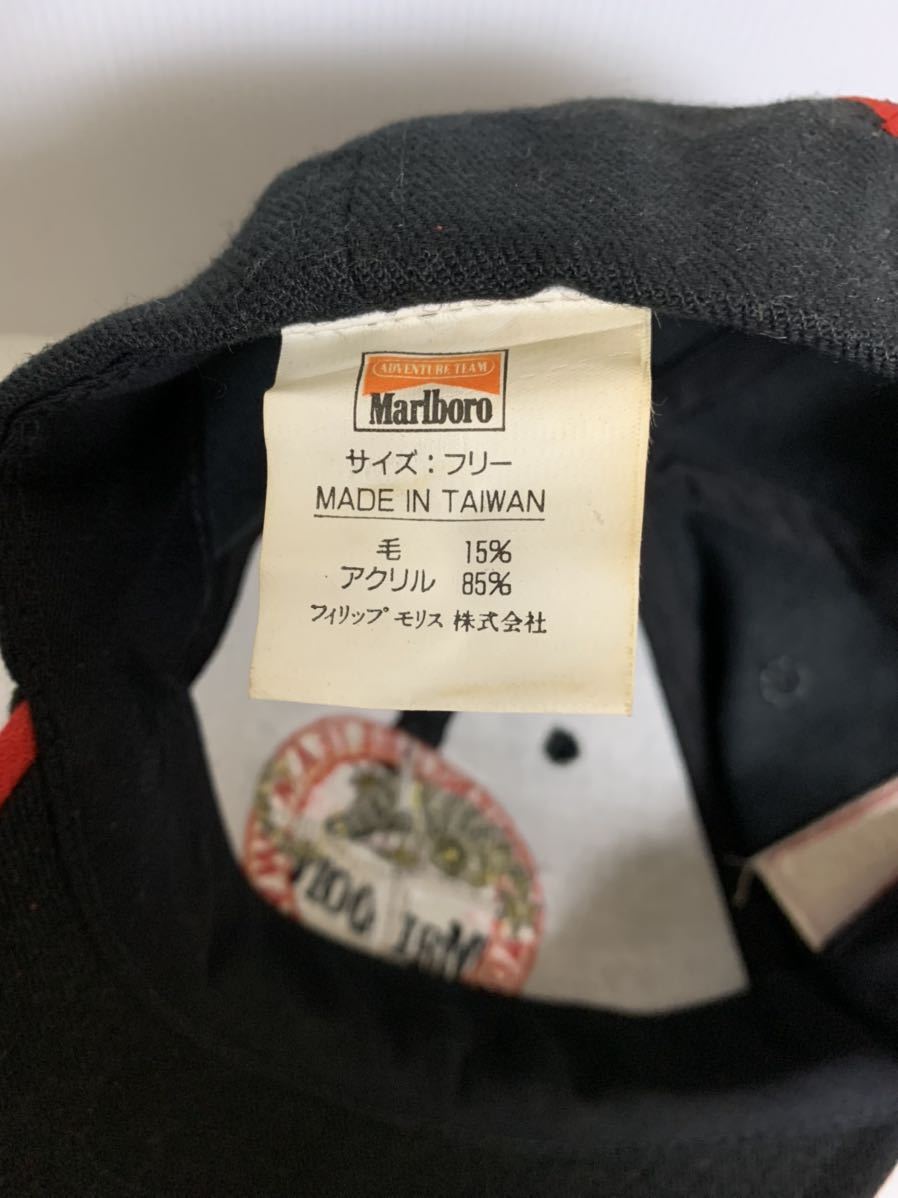 ADVENTURE TEAM
Marlboro
サイズ：フリー
MADE IN TAIWAN
毛 15%
アクリル 85%
フィリップ モリス 株式会社